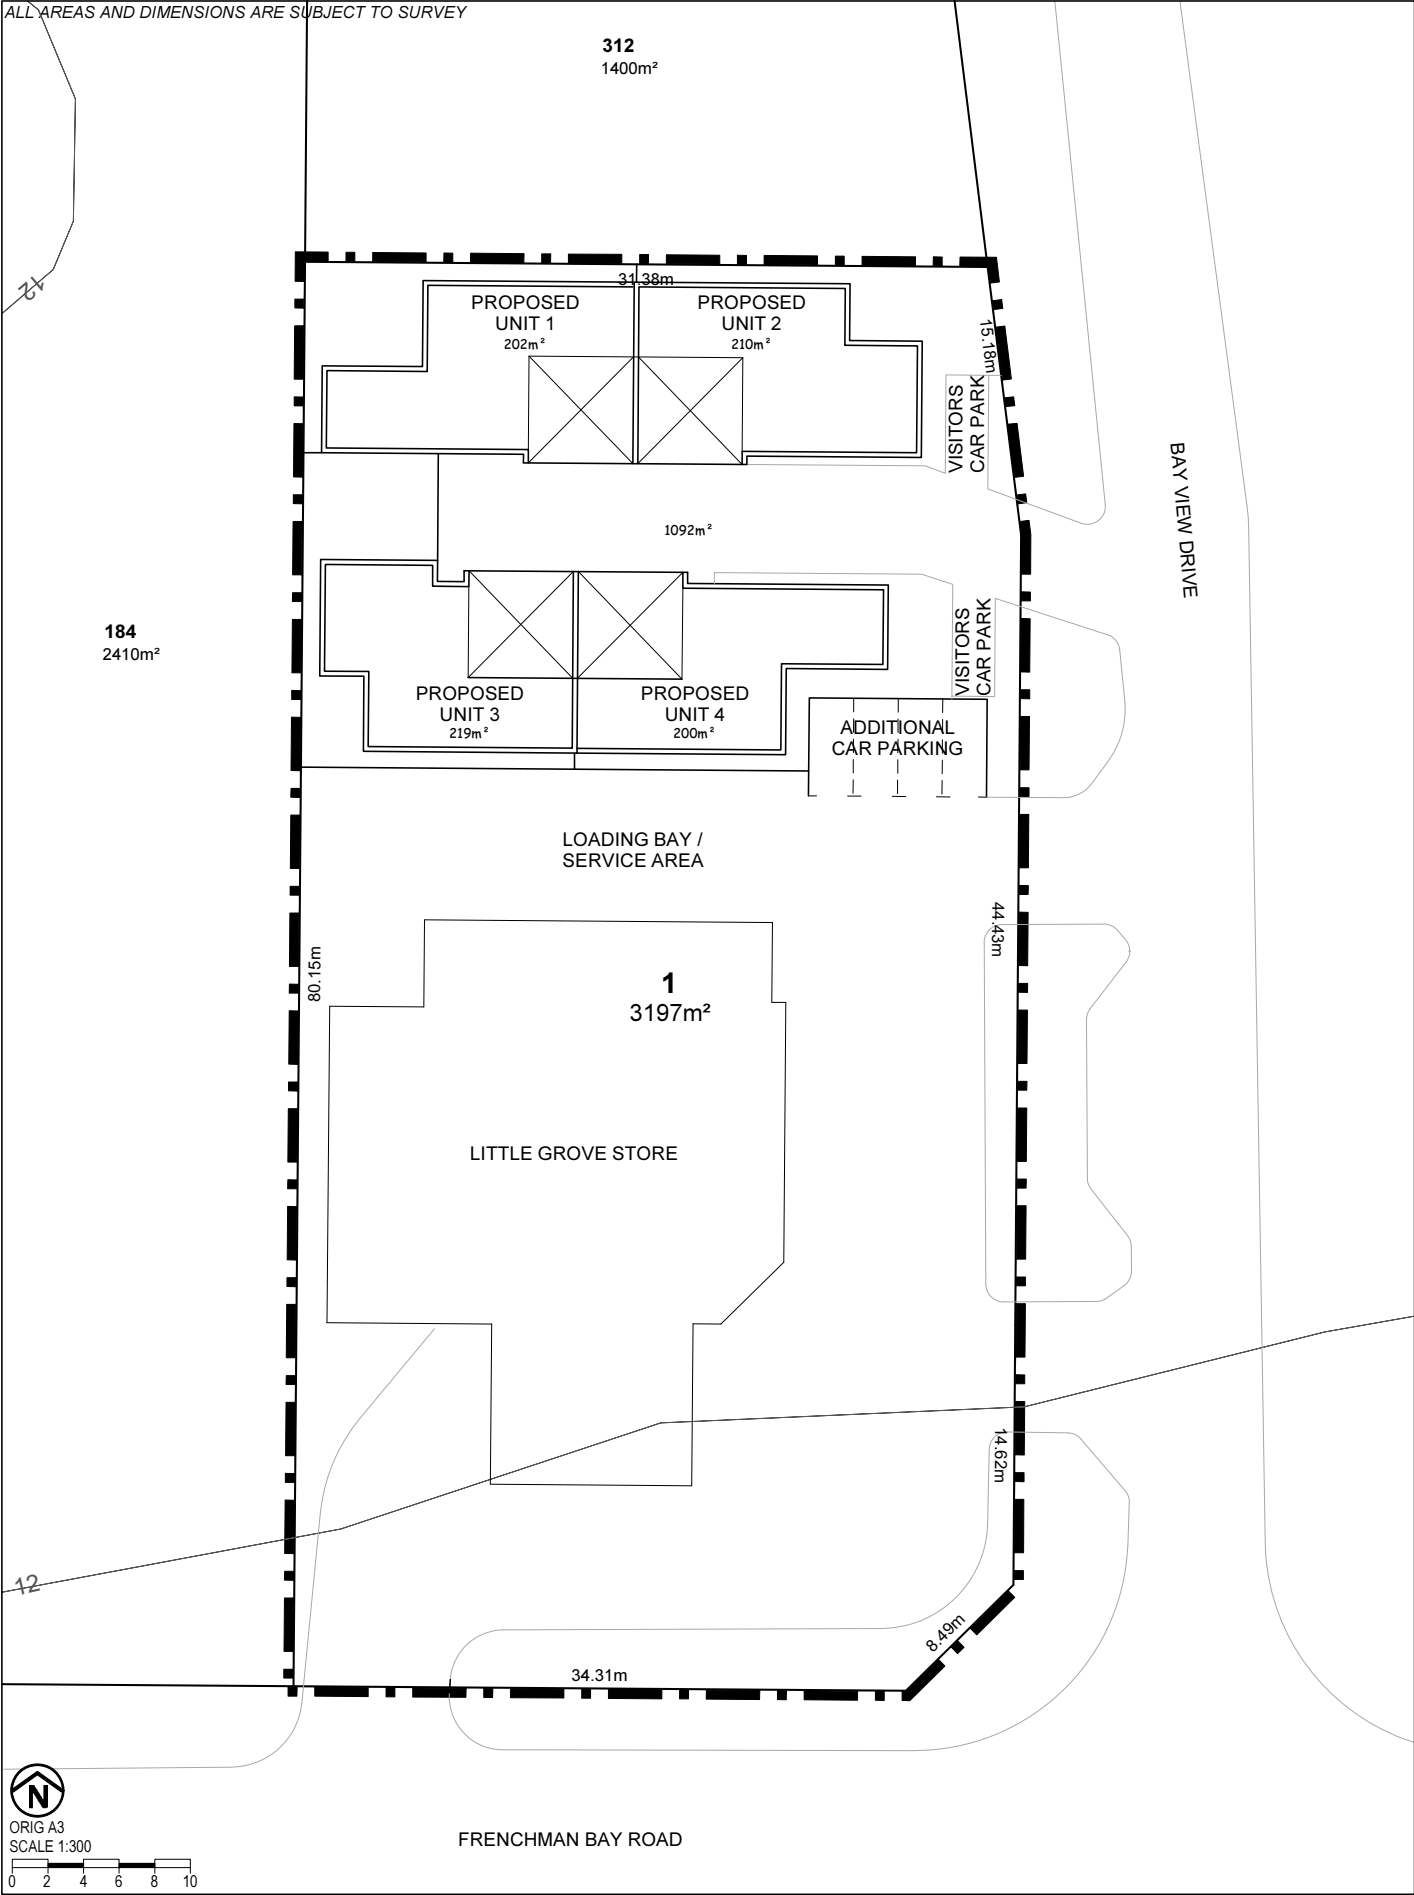 ALL AREAS AND DIMENSIONS ARE SUBJECT TO SURVEY
312
1400m²
12
31.38m
PROPOSED
UNIT 1
202m²
PROPOSED
UNIT 2
210m²
15.18m
VISITORS
CAR PARK
BAY VIEW DRIVE
1092m²
184
2410m²
VISITORS
CAR PARK
PROPOSED
UNIT 3
219m²
PROPOSED
UNIT 4
200m²
ADDITIONAL
CAR PARKING
LOADING BAY /
SERVICE AREA
44.43m
80.15m
1
3197m²
LITTLE GROVE STORE
14.62m
12
8.49m
34.31m
N
ORIG A3
SCALE 1:300
0 2 4 6 8 10
FRENCHMAN BAY ROAD